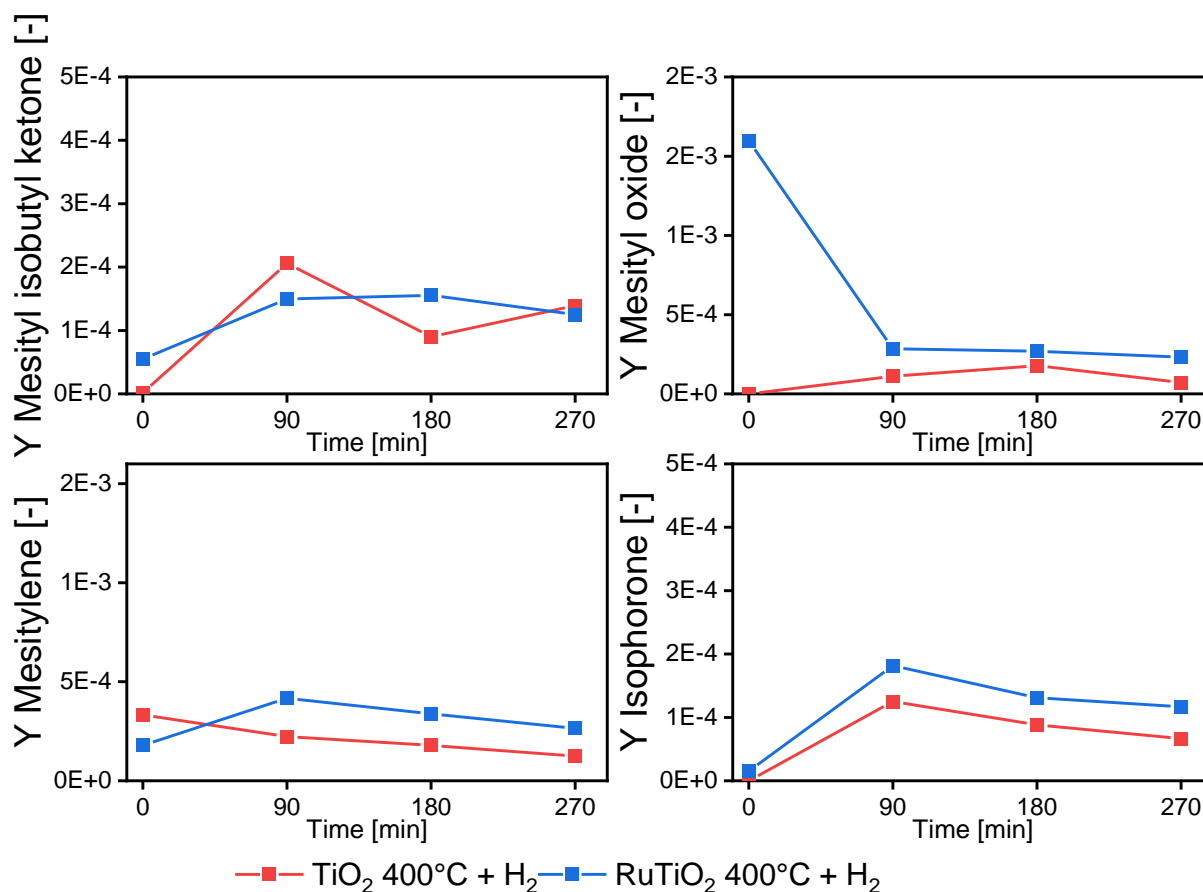 Y Mesityl isobutyl ketone [-]
5E-4
4E-4
3E-4
2E-4
1E-4
0E+0
0 90 180 270
Time [min]
Y Mesityl oxide [-]
2E-3
2E-3
1E-3
5E-4
0E+0
0 90 180 270
Time [min]
Y Mesitylene [-]
2E-3
1E-3
5E-4
0E+0
0 90 180 270
Time [min]
Y Isophorone [-]
5E-4
4E-4
3E-4
2E-4
1E-4
0E+0
0 90 180 270
Time [min]
TiO₂ 400°C + H₂ RuTiO₂ 400°C + H₂